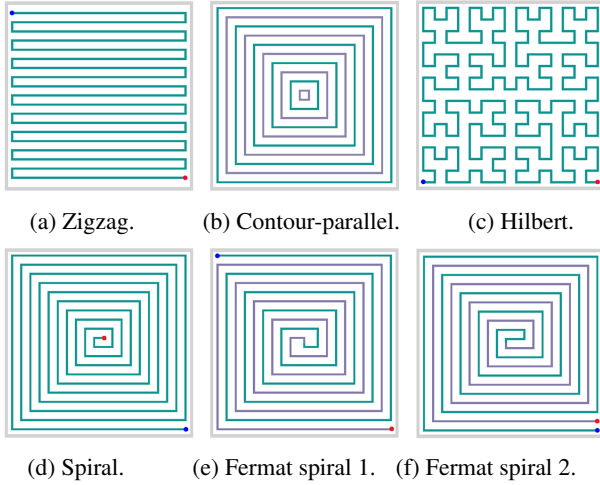 (a) Zigzag. (b) Contour-parallel. (c) Hilbert.
(d) Spiral. (e) Fermat spiral 1. (f) Fermat spiral 2.